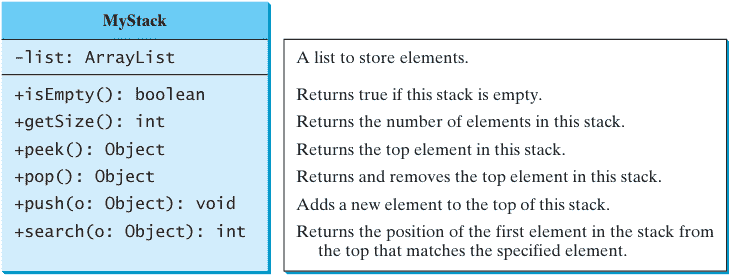 MyStack
-list: ArrayList
A list to store elements.
+isEmpty(): boolean
Returns true if this stack is empty.
+getSize(): int
Returns the number of elements in this stack.
+peek(): Object
Returns the top element in this stack.
+pop(): Object
Returns and removes the top element in this stack.
+push(o: Object): void
Adds a new element to the top of this stack.
+search(o: Object): int
Returns the position of the first element in the stack from
the top that matches the specified element.